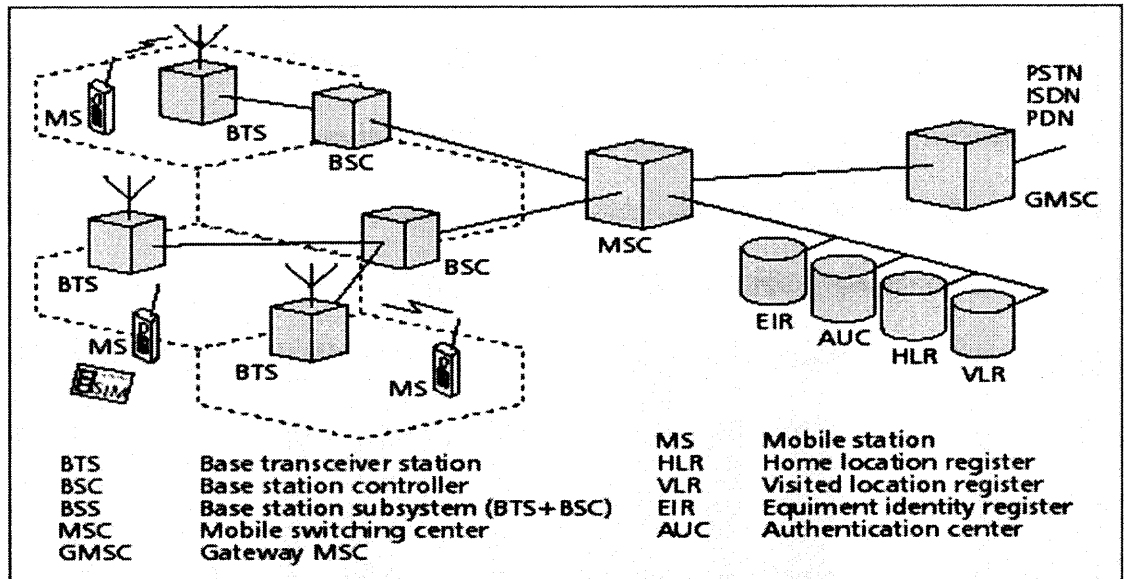 PSTN
ISDN
PDN
MS
BTS
BSC
MSC
GMSC
BTS
BSC
EIR
AUC
HLR
VLR
MS
SIM
BTS
MS
BTS Base transceiver station
BSC Base station controller
BSS Base station subsystem (BTS+BSC)
MSC Mobile switching center
GMSC Gateway MSC
MS Mobile station
HLR Home location register
VLR Visited location register
EIR Equiment identity register
AUC Authentication center